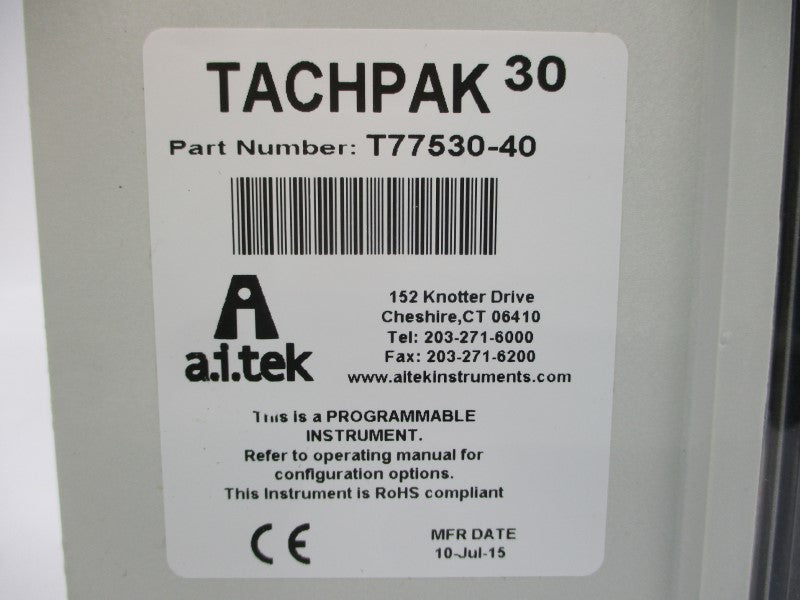 TACHPAK 30
Part Number: T77530-40
a.i.tek
152 Knotter Drive
Cheshire,CT 06410
Tel: 203-271-6000
Fax: 203-271-6200
www.aitekinstruments.com
This is a PROGRAMMABLE
INSTRUMENT.
Refer to operating manual for
configuration options.
This Instrument is RoHS compliant
CE
MFR DATE
10-Jul-15